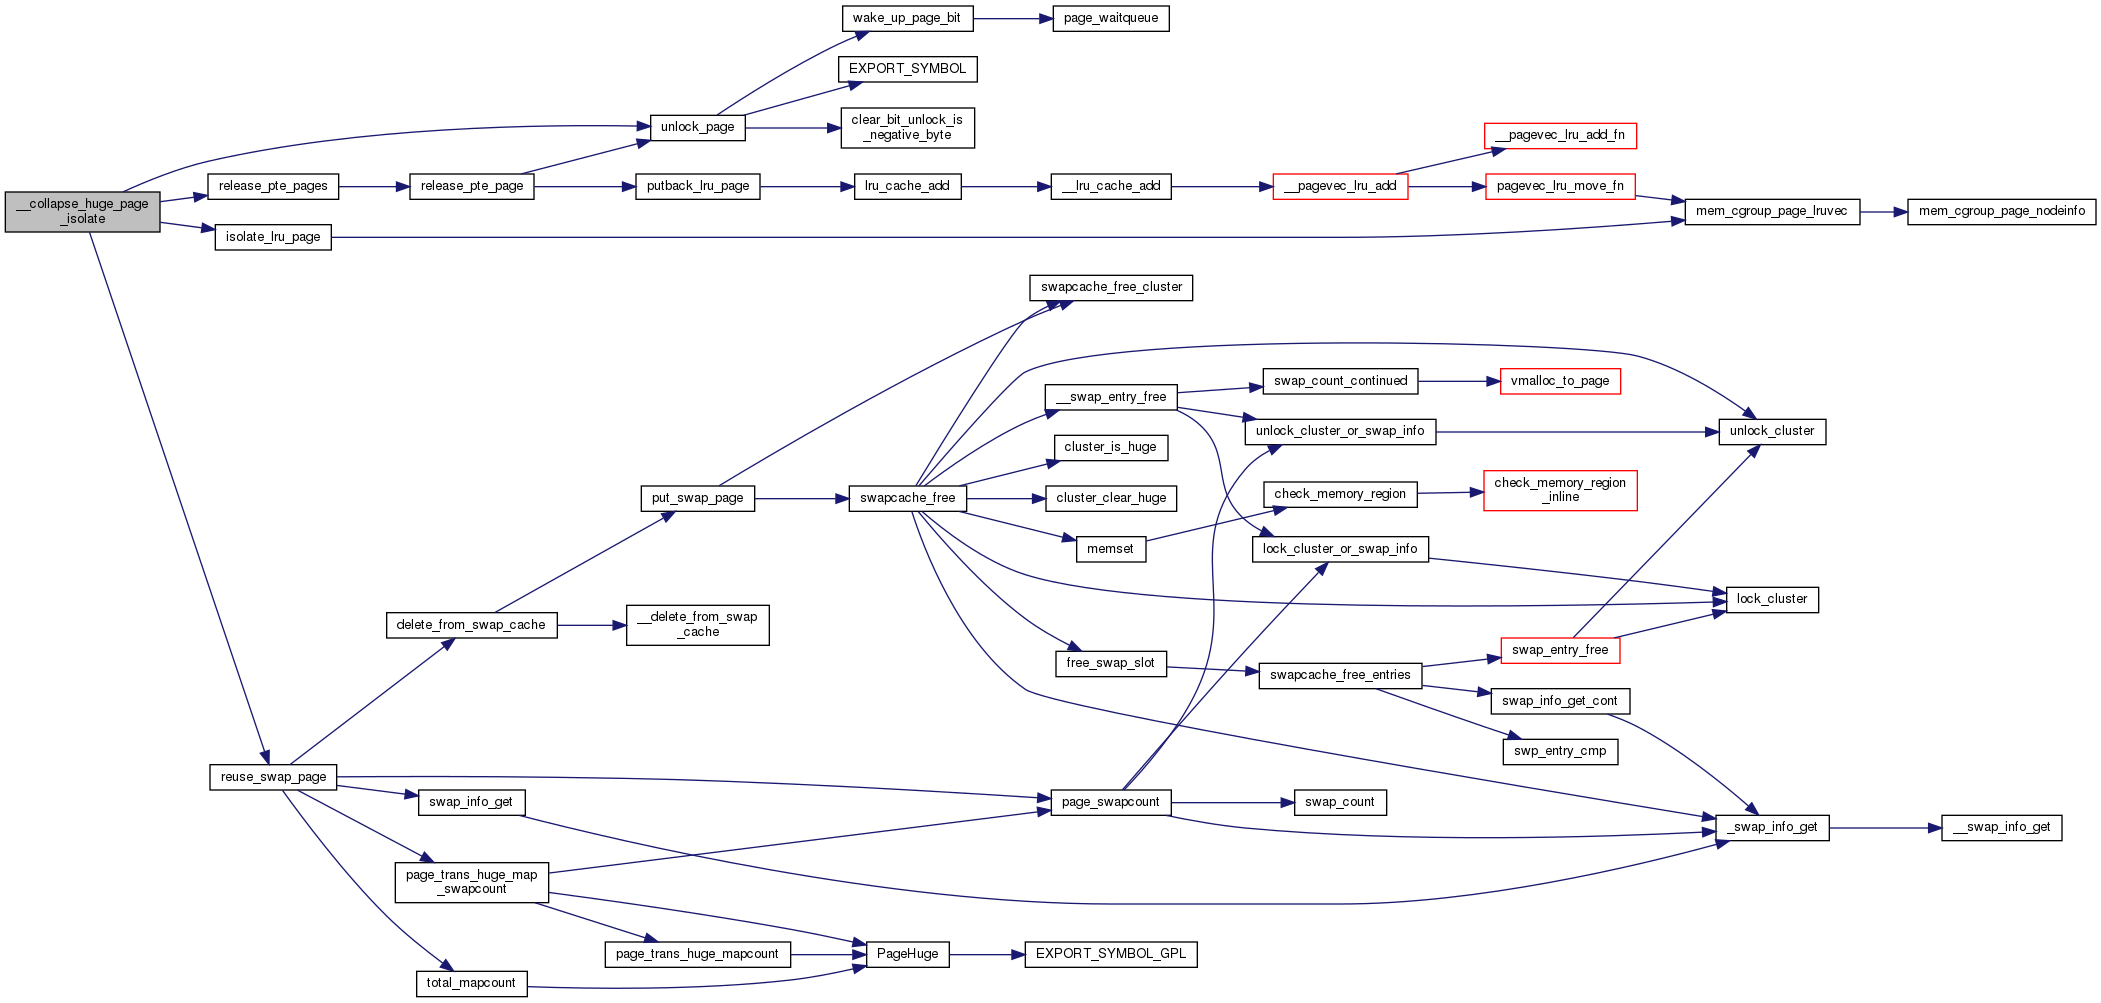 wake_up_page_bit
page_waitqueue
EXPORT_SYMBOL
unlock_page
clear_bit_unlock_is
_negative_byte
__pagevec_lru_add_fn
__collapse_huge_page
_isolate
release_pte_pages
release_pte_page
putback_lru_page
lru_cache_add
__lru_cache_add
__pagevec_lru_add
pagevec_lru_move_fn
mem_cgroup_page_lruvec
mem_cgroup_page_nodeinfo
isolate_lru_page
swapcache_free_cluster
swap_count_continued
vmalloc_to_page
__swap_entry_free
unlock_cluster_or_swap_info
unlock_cluster
cluster_is_huge
put_swap_page
swapcache_free
cluster_clear_huge
check_memory_region
check_memory_region
_inline
memset
lock_cluster_or_swap_info
lock_cluster
delete_from_swap_cache
__delete_from_swap
_cache
free_swap_slot
swapcache_free_entries
swap_entry_free
swap_info_get_cont
swp_entry_cmp
reuse_swap_page
swap_info_get
page_swapcount
swap_count
_swap_info_get
__swap_info_get
page_trans_huge_map
_swapcount
page_trans_huge_mapcount
PageHuge
EXPORT_SYMBOL_GPL
total_mapcount